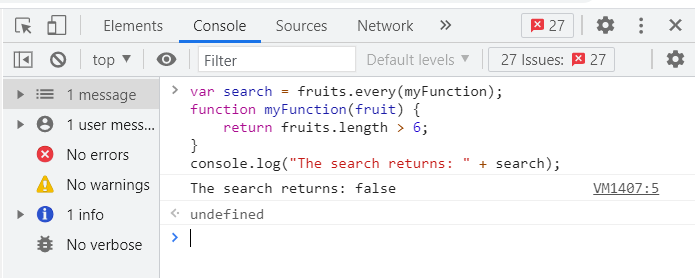 Elements Console Sources Network » 27
top ▼ Filter Default levels ▼ 27 Issues: 27
1 message
1 user mess...
No errors
No warnings
1 info
No verbose
> var search = fruits.every(myFunction);
function myFunction(fruit) {
return fruits.length > 6;
}
console.log("The search returns: " + search);
The search returns: false VM1407:5
undefined
>